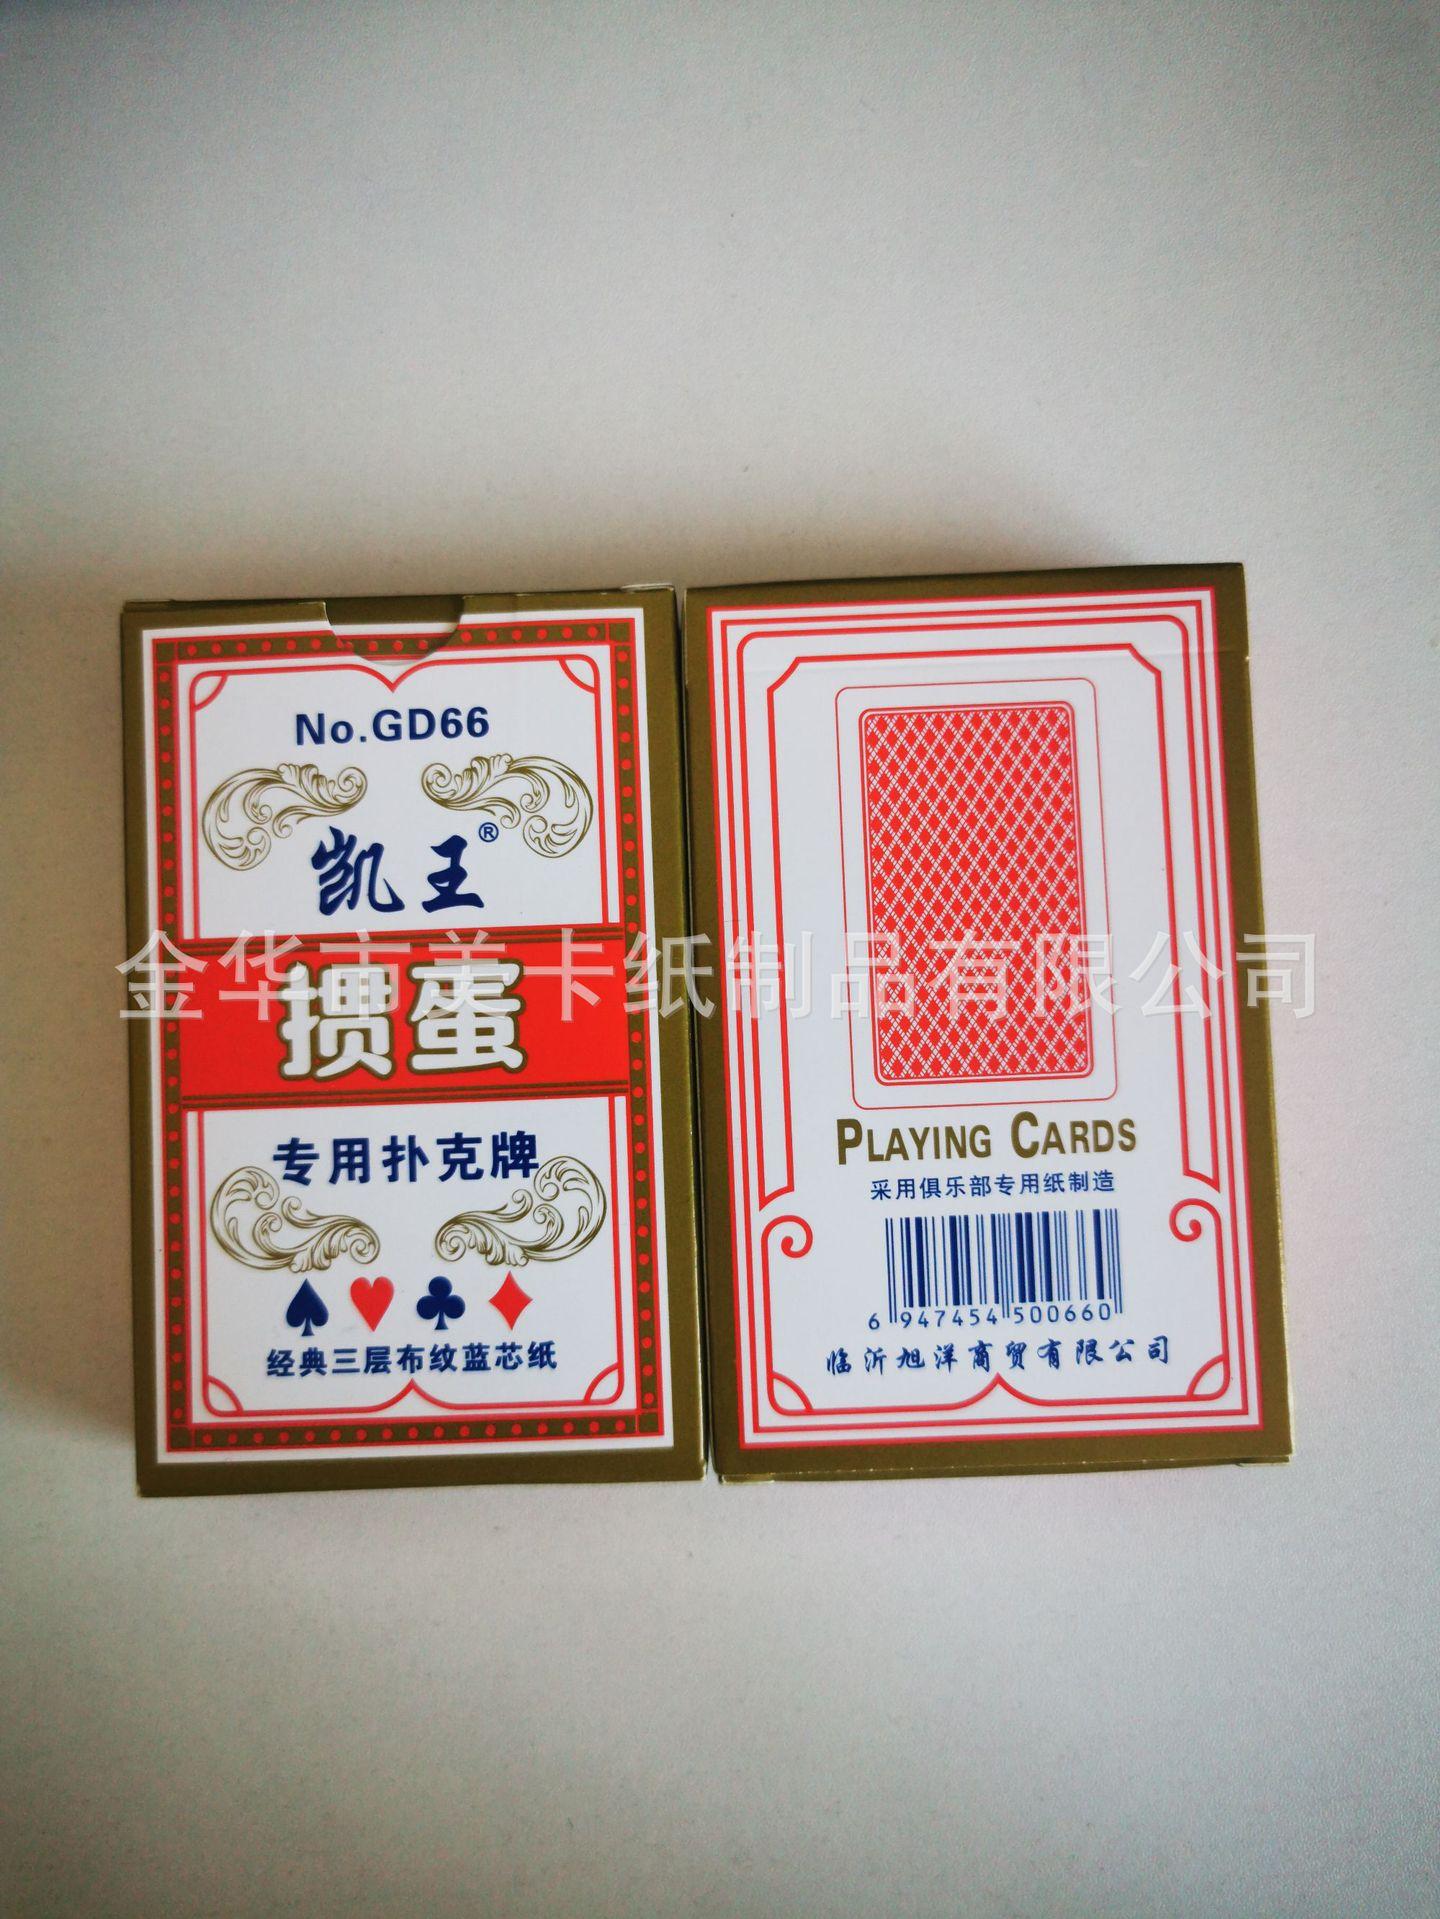 No.GD66
凯王®
掼蛋
专用扑克牌
经典三层布纹蓝芯纸
PLAYING CARDS
采用俱乐部专用纸制造
6 947454 500660
临沂旭洋商贸有限公司
金华市美卡纸制品有限公司